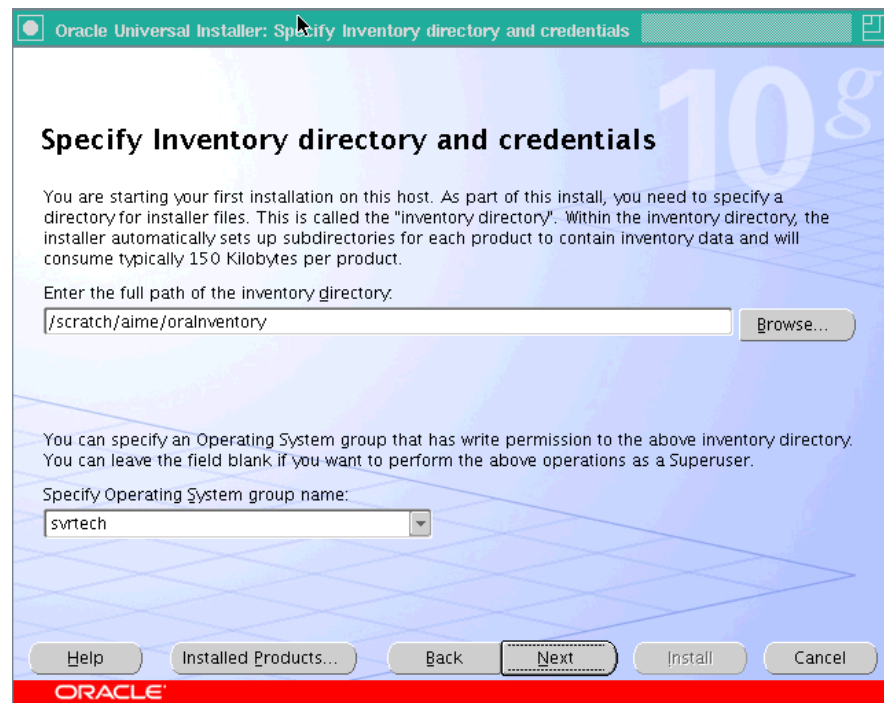 Oracle Universal Installer: Specify Inventory directory and credentials
10g
Specify Inventory directory and credentials
You are starting your first installation on this host. As part of this install, you need to specify a
directory for installer files. This is called the "inventory directory". Within the inventory directory, the
installer automatically sets up subdirectories for each product to contain inventory data and will
consume typically 150 Kilobytes per product.
Enter the full path of the inventory directory:
/scratch/aime/oraInventory
Browse...
You can specify an Operating System group that has write permission to the above inventory directory.
You can leave the field blank if you want to perform the above operations as a Superuser.
Specify Operating System group name:
svrtech
Help Installed Products... Back Next Install Cancel
ORACLE